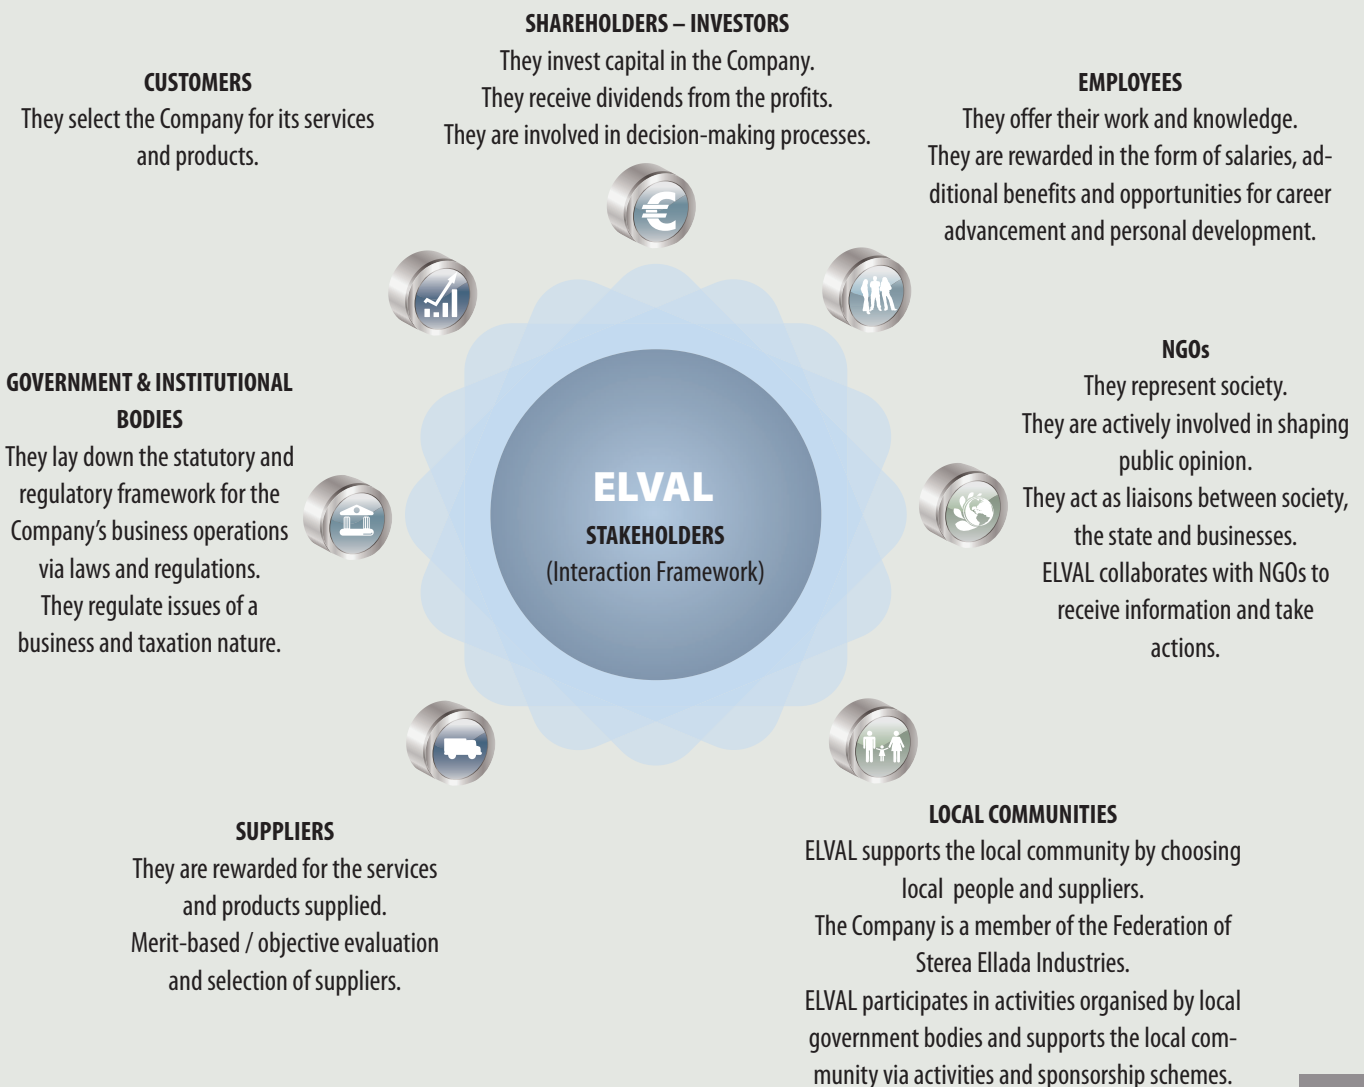 SHAREHOLDERS – INVESTORS
They invest capital in the Company.
They receive dividends from the profits.
They are involved in decision-making processes.
CUSTOMERS
They select the Company for its services
and products.
EMPLOYEES
They offer their work and knowledge.
They are rewarded in the form of salaries, ad-
ditional benefits and opportunities for career
advancement and personal development.
GOVERNMENT & INSTITUTIONAL
BODIES
They lay down the statutory and
regulatory framework for the
Company’s business operations
via laws and regulations.
They regulate issues of a
business and taxation nature.
ELVAL
STAKEHOLDERS
(Interaction Framework)
NGOs
They represent society.
They are actively involved in shaping
public opinion.
They act as liaisons between society,
the state and businesses.
ELVAL collaborates with NGOs to
receive information and take
actions.
SUPPLIERS
They are rewarded for the services
and products supplied.
Merit-based / objective evaluation
and selection of suppliers.
LOCAL COMMUNITIES
ELVAL supports the local community by choosing
local people and suppliers.
The Company is a member of the Federation of
Sterea Ellada Industries.
ELVAL participates in activities organised by local
government bodies and supports the local com-
munity via activities and sponsorship schemes.